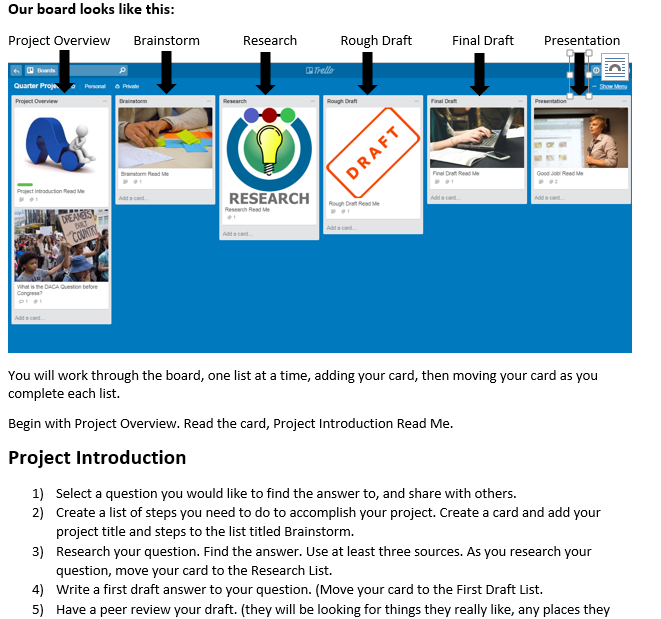 Our board looks like this:
Project Overview Brainstorm Research Rough Draft Final Draft Presentation
Boards Trello
Quarter Proje Personal Private Show Menu
Project Overview Brainstorm Research Rough Draft Final Draft Presentation
DREAMERS
COUNTRY
DRAFT
RESEARCH
Project Introduction Read Me
Brainstorm Read Me
Research Read Me
Rough Draft Read Me
Final Draft Read Me
Good Job! Read Me
What is the DACA Question before
Congress?
Add a card...
Add a card...
Add a card...
Add a card...
Add a card...
Add a card...
You will work through the board, one list at a time, adding your card, then moving your card as you
complete each list.
Begin with Project Overview. Read the card, Project Introduction Read Me.
Project Introduction
1) Select a question you would like to find the answer to, and share with others.
2) Create a list of steps you need to do to accomplish your project. Create a card and add your
project title and steps to the list titled Brainstorm.
3) Research your question. Find the answer. Use at least three sources. As you research your
question, move your card to the Research List.
4) Write a first draft answer to your question. (Move your card to the First Draft List.
5) Have a peer review your draft. (they will be looking for things they really like, any places they